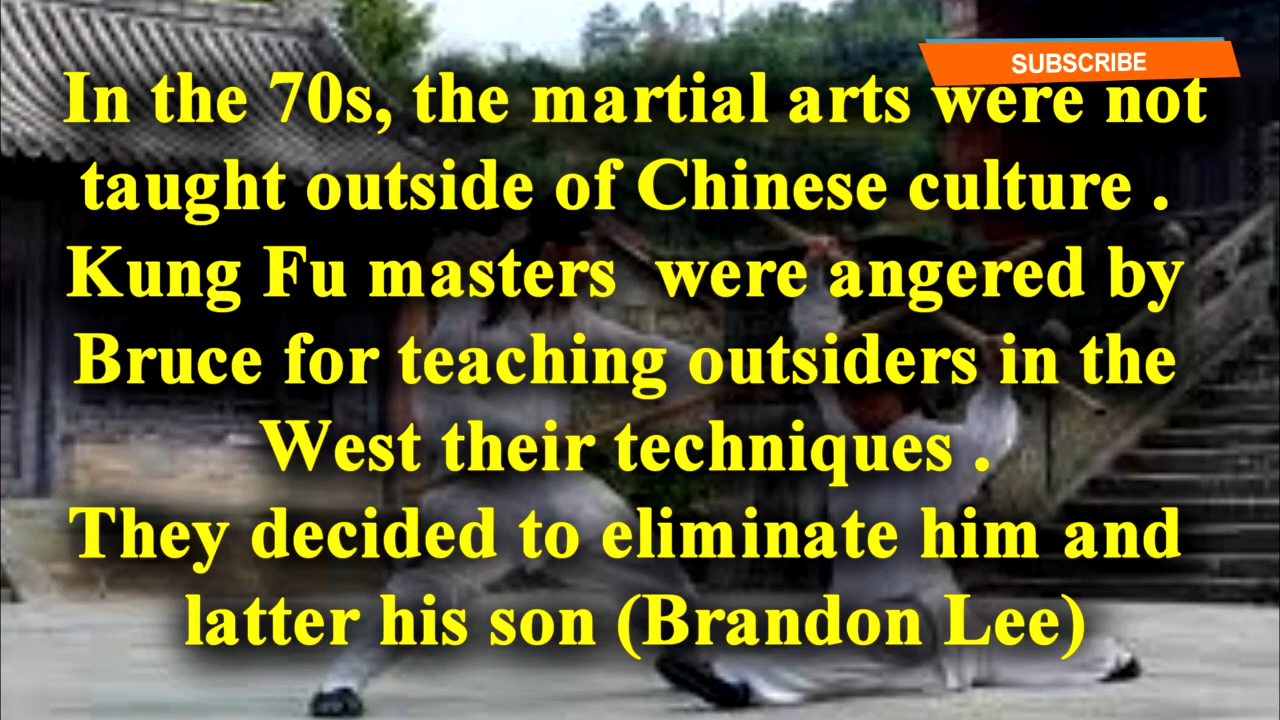 SUBSCRIBE
In the 70s, the martial arts were not
taught outside of Chinese culture .
Kung Fu masters  were angered by
Bruce for teaching outsiders in the
West their techniques .
They decided to eliminate him and
latter his son (Brandon Lee)